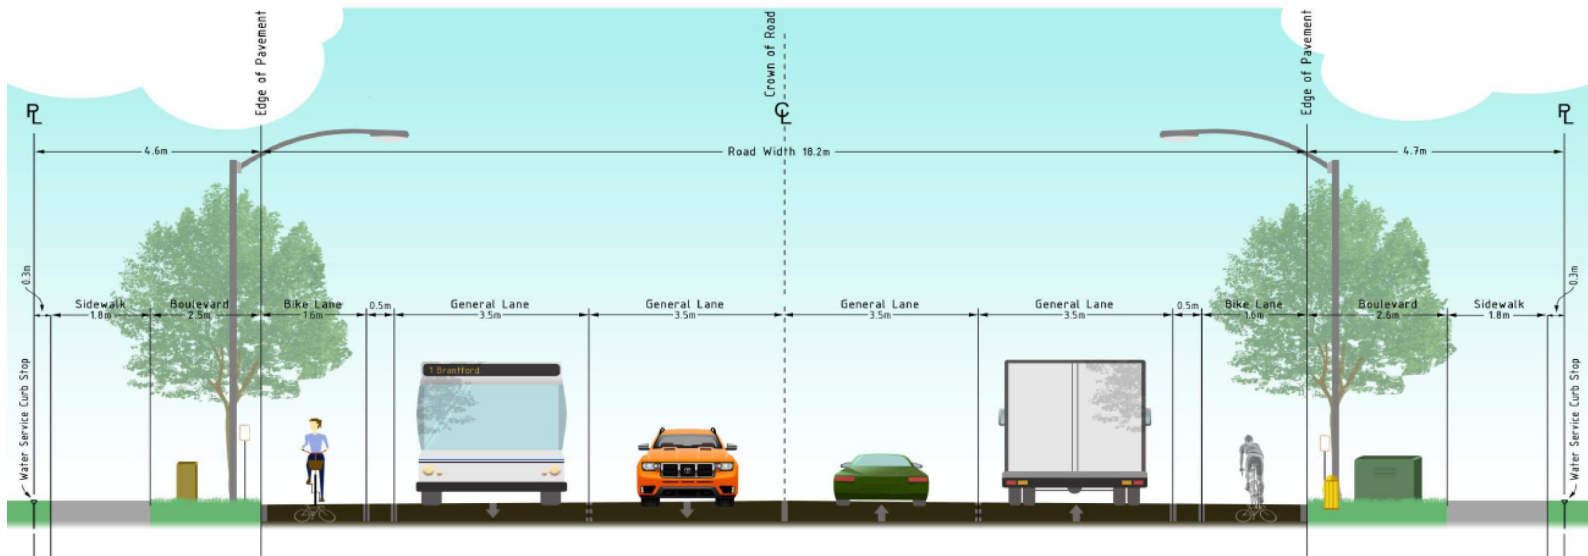 Edge of Pavement
Crown of Road
Edge of Pavement
PL
CL
PL
4.6m
Road Width 18.2m
4.7m
0.3m
Sidewalk
1.8m
Boulevard
2.5m
Bike Lane
1.6m
0.5m
General Lane
3.5m
General Lane
3.5m
General Lane
3.5m
General Lane
3.5m
0.5m
Bike Lane
1.6m
Boulevard
2.6m
Sidewalk
1.8m
0.3m
Water Service Curb Stop
1 Brantford
Water Service Curb Stop